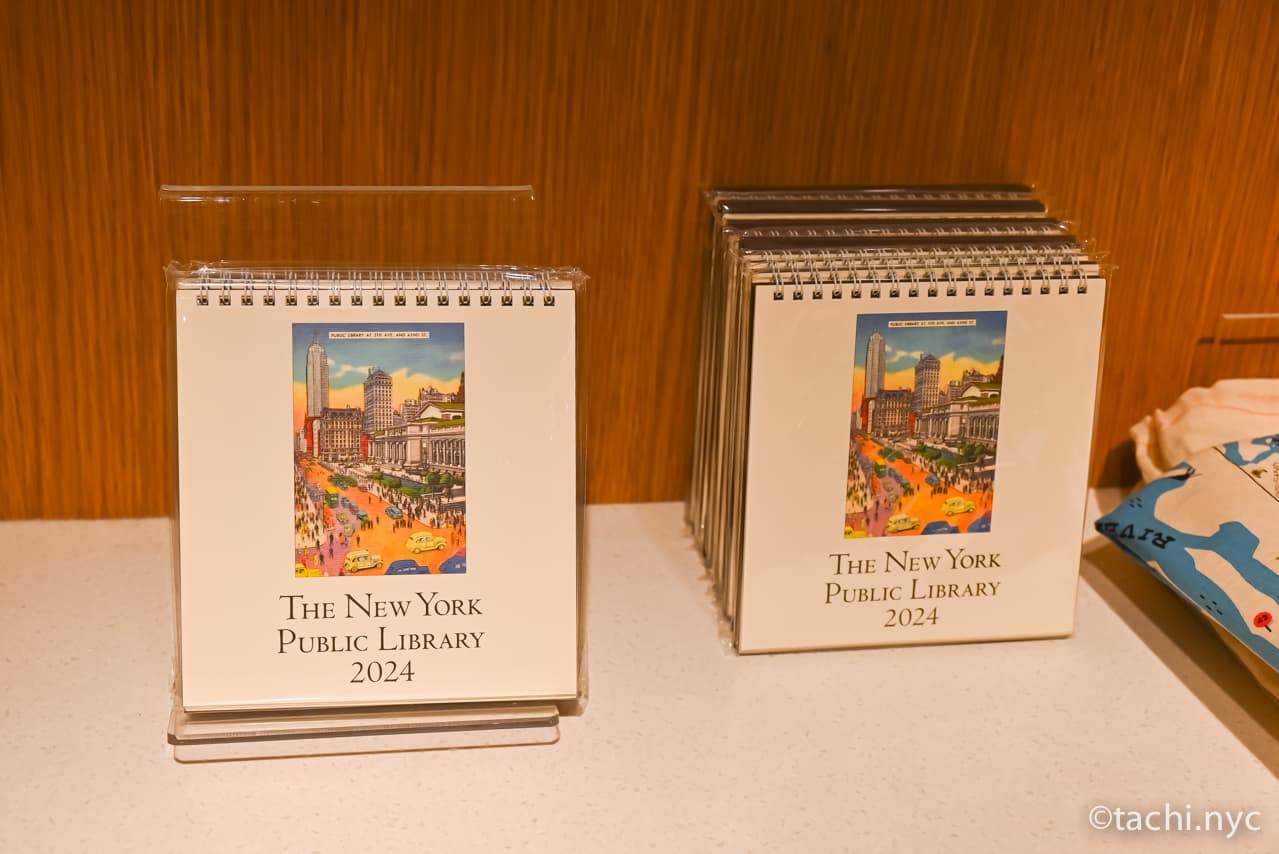 PUBLIC LIBRARY AT 5TH AVE. AND 42ND ST.
THE NEW YORK
PUBLIC LIBRARY
2024
PUBLIC LIBRARY AT 5TH AVE. AND 42ND ST.
THE NEW YORK
PUBLIC LIBRARY
2024
RIVE
©tachi.nyc